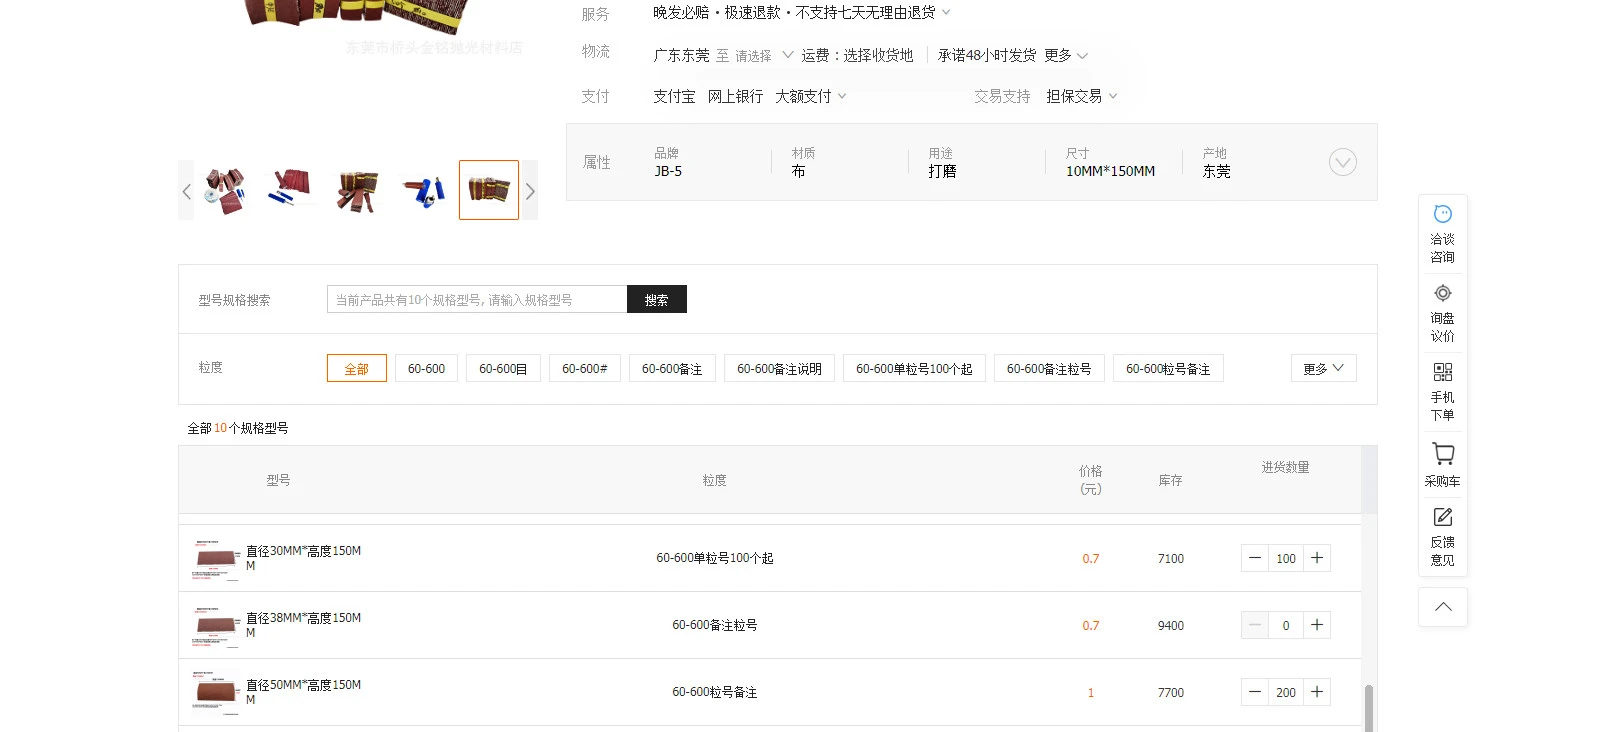 东莞市桥头金铭抛光材料店
服务 晚发必赔·极速退款·不支持七天无理由退货
物流 广东东莞 至 请选择 运费：选择收货地 承诺48小时发货 更多
支付 支付宝 网上银行 大额支付 交易支持 担保交易
属性
品牌 材质 用途 尺寸 产地
JB-5 布 打磨 10MM*150MM 东莞
型号规格搜索 当前产品共有10个规格型号, 请输入规格型号 搜索
粒度 全部 60-600 60-600目 60-600# 60-600备注 60-600备注说明 60-600单粒号100个起 60-600备注粒号 60-600粒号备注 更多
全部 10 个规格型号
型号 粒度 价格 (元) 库存 进货数量
直径30MM*高度150M
M
60-600单粒号100个起 0.7 7100 100
直径38MM*高度150M
M
60-600备注粒号 0.7 9400 0
直径50MM*高度150M
M
60-600粒号备注 1 7700 200
洽谈
咨询
询盘
议价
手机
下单
采购车
反馈
意见